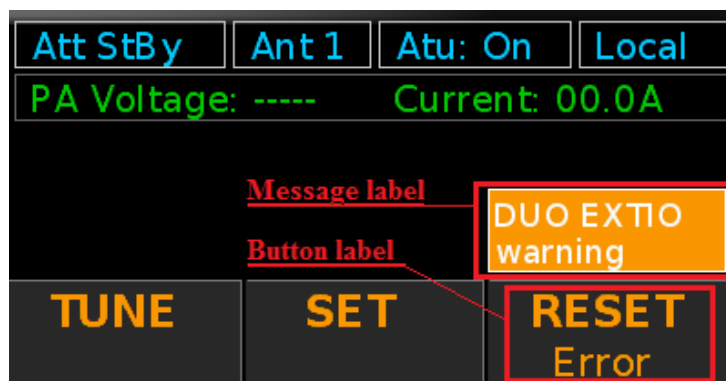 Att StBy Ant 1 Atu: On Local
PA Voltage: ----- Current: 00.0A
Message label
DUO EXTIO
warning
Button label
TUNE SET RESET
Error